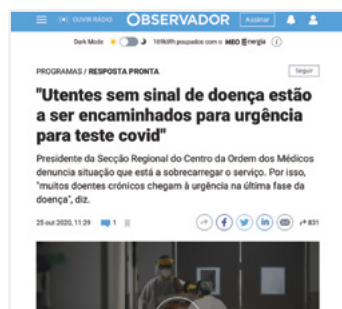 OUVIR RÁDIO OBSERVADOR Assinar
Dark Mode 169kWh poupados com o MEO Energia
PROGRAMAS / RESPOSTA PRONTA Seguir
"Utentes sem sinal de doença estão
a ser encaminhados para urgência
para teste covid"
Presidente da Secção Regional do Centro da Ordem dos Médicos
denuncia situação que está a sobrecarregar o serviço. Por isso,
"muitos doentes crónicos chegam à urgência na última fase da
doença", diz.
25 out 2020, 11:29 1 831